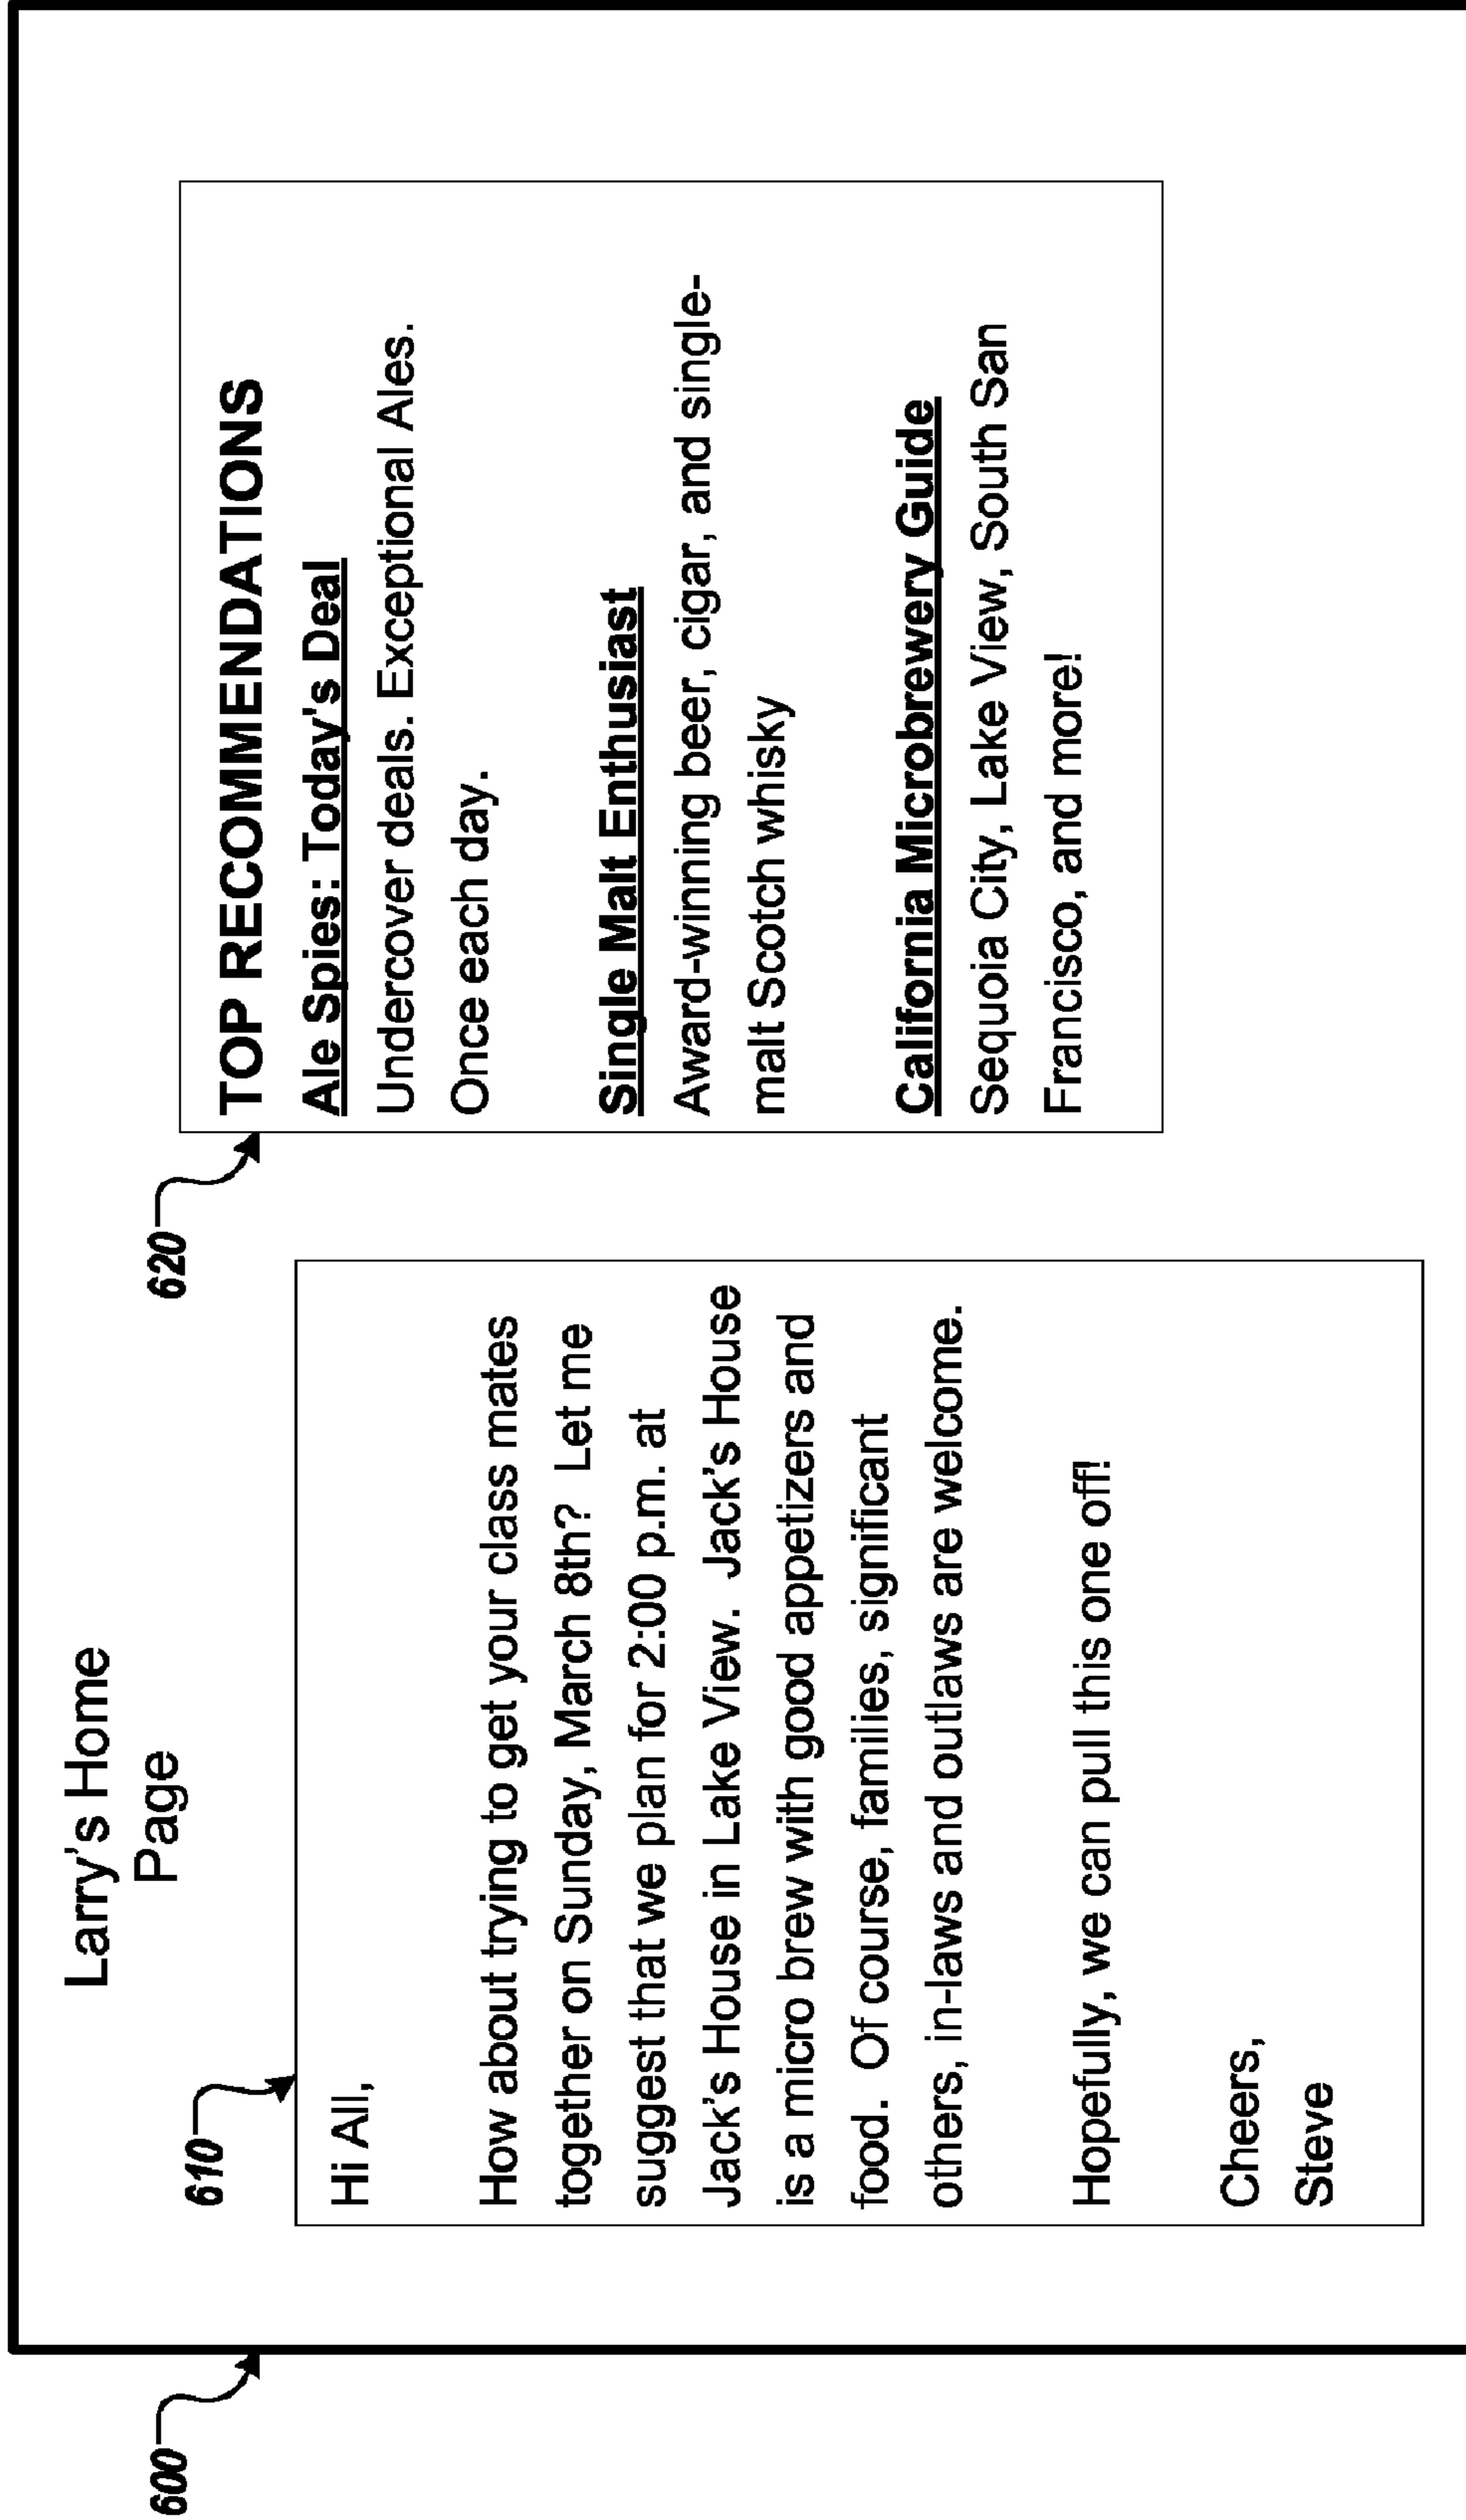 600
Larry's Home
Page
610
Hi All,
How about trying to get your class mates
together on Sunday, March 8th?  Let me
suggest that we plan for 2:00 p.m. at
Jack's House in Lake View.  Jack's House
is a micro brew with good appetizers and
food.  Of course, families, significant
others, in-laws and outlaws are welcome.
Hopefully, we can pull this one off!
Cheers,
Steve
620
TOP RECOMMENDATIONS
Ale Spies: Today's Deal
Undercover deals. Exceptional Ales.
Once each day.
Single Malt Enthusiast
Award-winning beer, cigar, and single-
malt Scotch whisky
California Microbrewery Guide
Sequoia City, Lake View, South San
Francisco, and more!